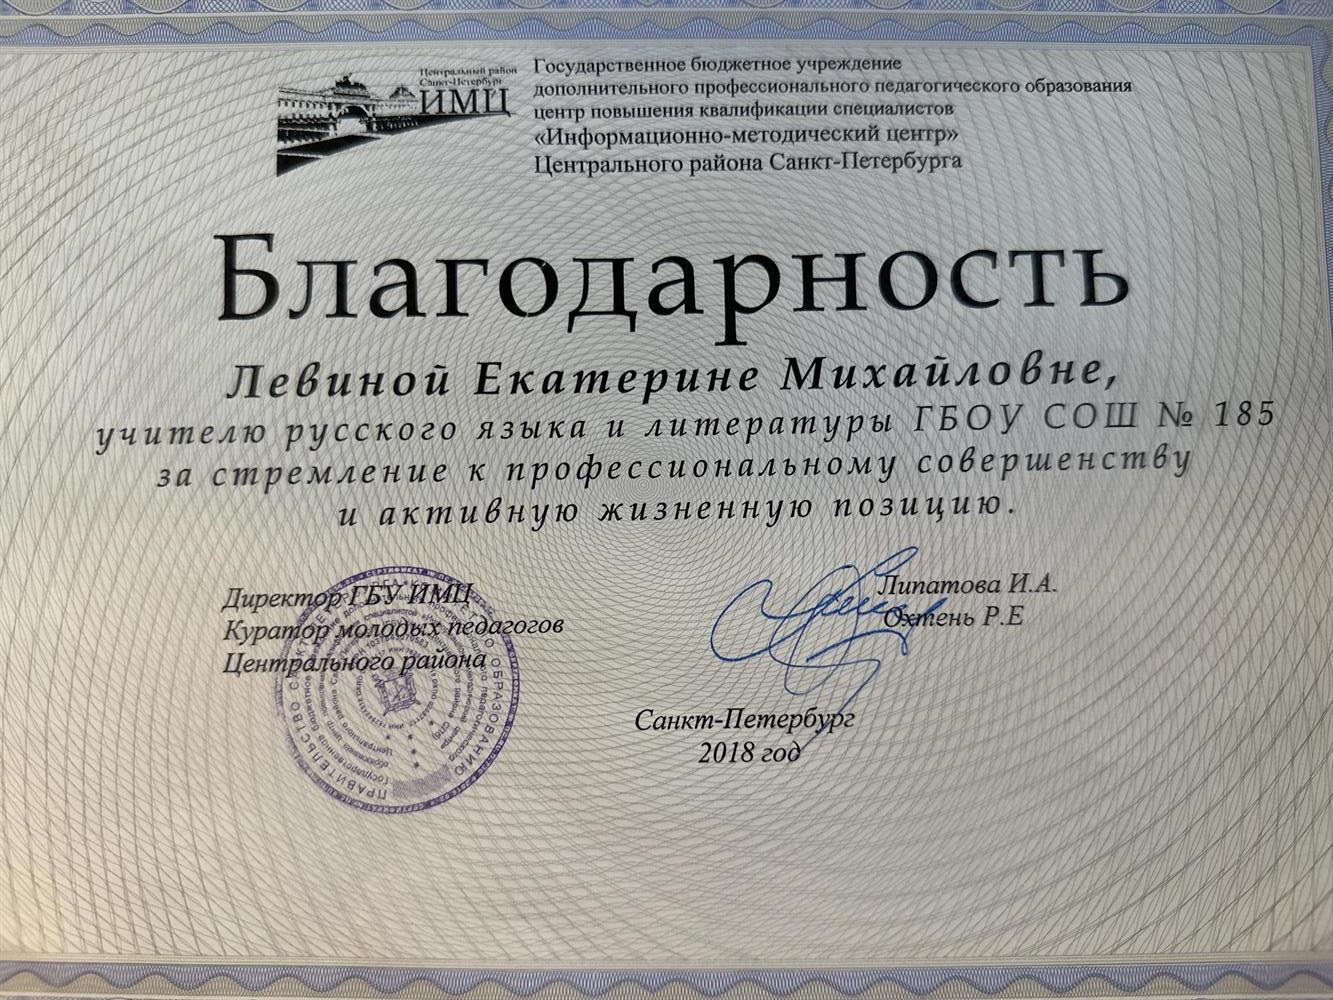 Центральный район
Санкт-Петербург
ИМЦ
Государственное бюджетное учреждение
дополнительного профессионального педагогического образования
центр повышения квалификации специалистов
«Информационно-методический центр»
Центрального района Санкт-Петербурга
Благодарность
Левиной Екатерине Михайловне,
учителю русского языка и литературы ГБОУ СОШ № 185
за стремление к профессиональному совершенству
и активную жизненную позицию.
Директор ГБУ ИМЦ
Липатова И.А.
Куратор молодых педагогов
Охтень Р.Е
Центрального района
Санкт-Петербург
2018 год